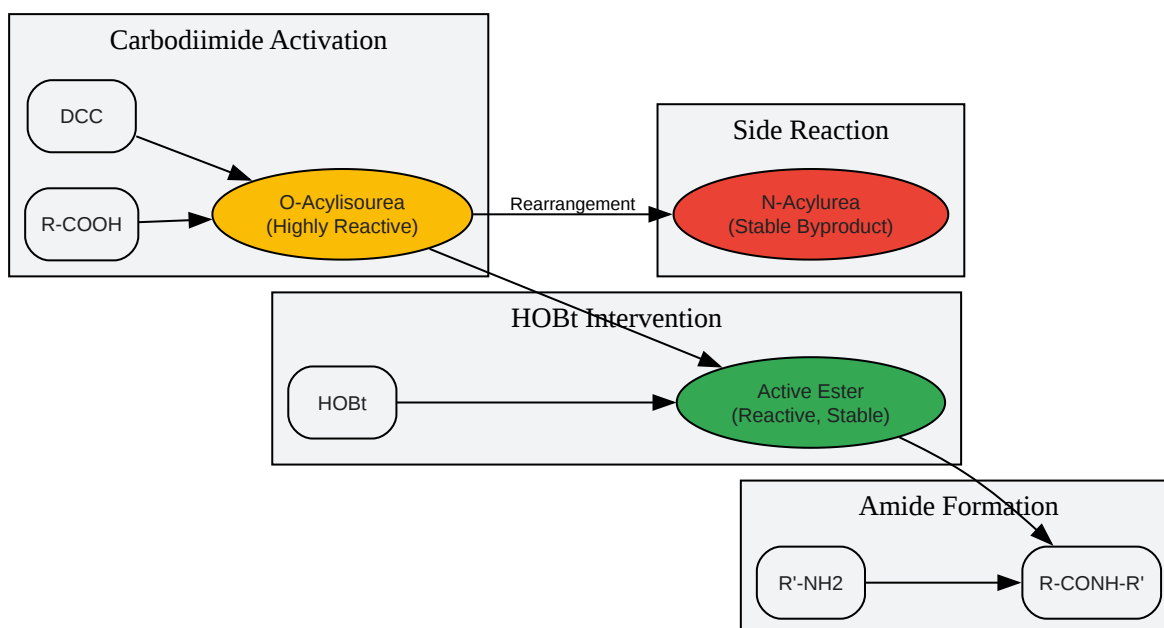 Carbodiimide Activation
DCC
R-COOH
O-Acylisourea
(Highly Reactive)
Rearrangement
Side Reaction
N-Acylurea
(Stable Byproduct)
HOBt Intervention
HOBt
Active Ester
(Reactive, Stable)
Amide Formation
R'-NH2
R-CONH-R'